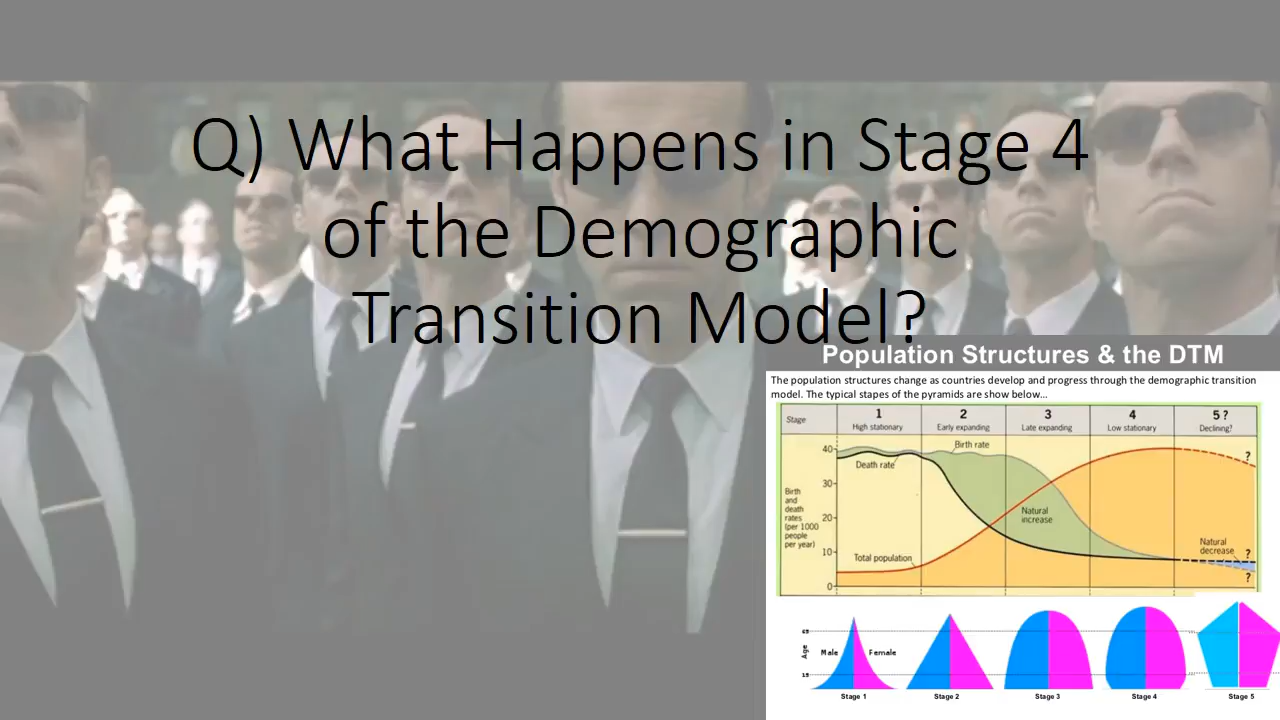 Q) What Happens in Stage 4
of the Demographic
Transition Model?
Population Structures & the DTM
The population structures change as countries develop and progress through the demographic transition
model. The typical stapes of the pyramids are show below...
Stage
1
High stationary
2
Early expanding
3
Late expanding
4
Low stationary
5 ?
Declining?
Birth
and
death
rates
(per 1000
people
per year)
40
30
20
10
0
Birth rate
Death rate
Natural
increase
Total population
Natural
decrease
?
?
?
Age
65
15
Male
Female
Stage 1
Stage 2
Stage 3
Stage 4
Stage 5